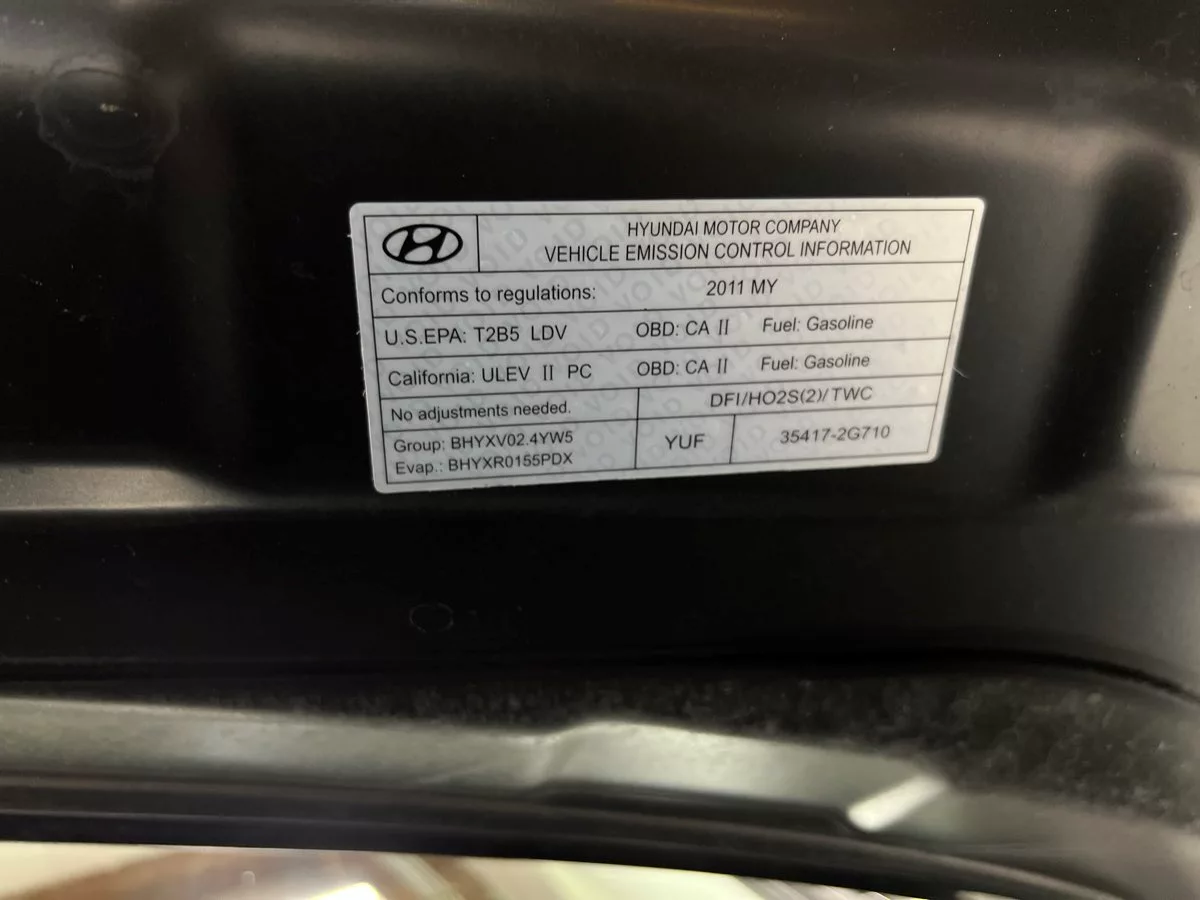 HYUNDAI MOTOR COMPANY
VEHICLE EMISSION CONTROL INFORMATION
Conforms to regulations: 2011 MY
U.S.EPA: T2B5 LDV OBD: CA II Fuel: Gasoline
California: ULEV II PC OBD: CA II Fuel: Gasoline
No adjustments needed. DFI/HO2S(2)/TWC
Group: BHYXV02.4YW5
Evap.: BHYXR0155PDX
YUF 35417-2G710